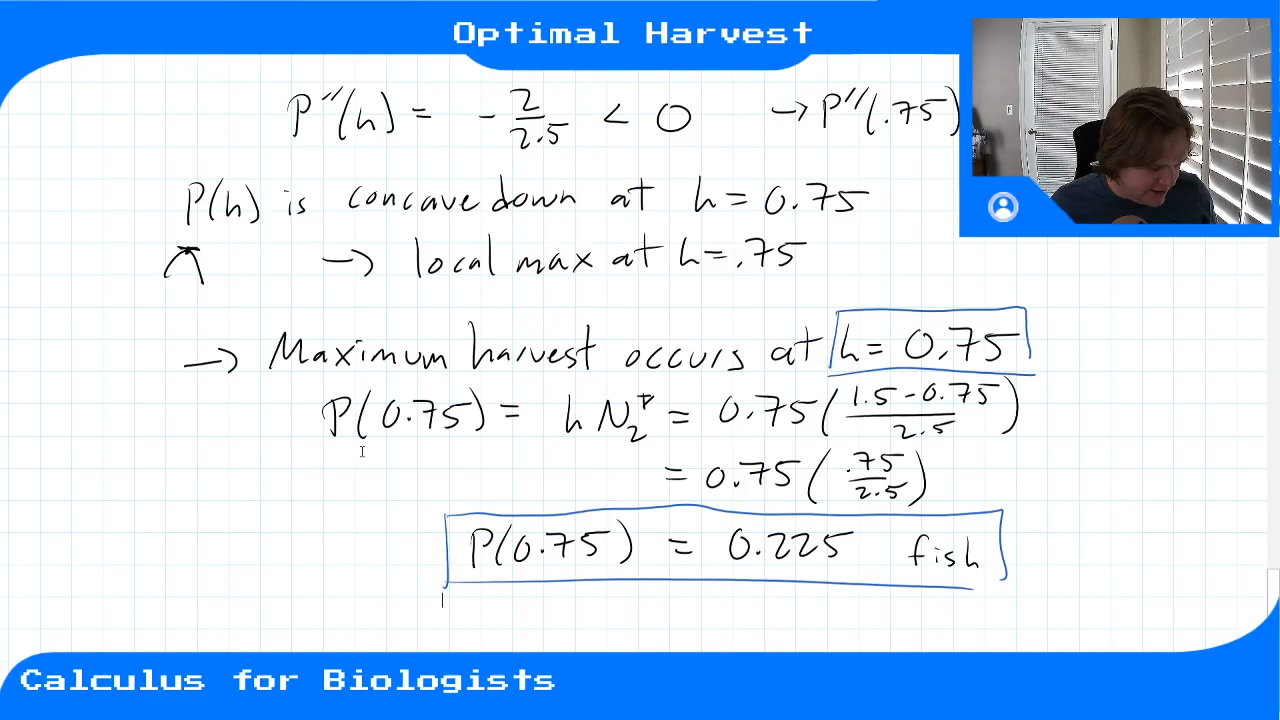 Optimal Harvest
P''(h) = - 2/2.5 < 0 → P''(.75)
P(h) is concave down at h = 0.75
→ local max at h = .75
→ Maximum harvest occurs at h = 0.75
P(0.75) = h N₂* = 0.75 (1.5 - 0.75 / 2.5)
= 0.75 (.75 / 2.5)
P(0.75) = 0.225 fish
Calculus for Biologists